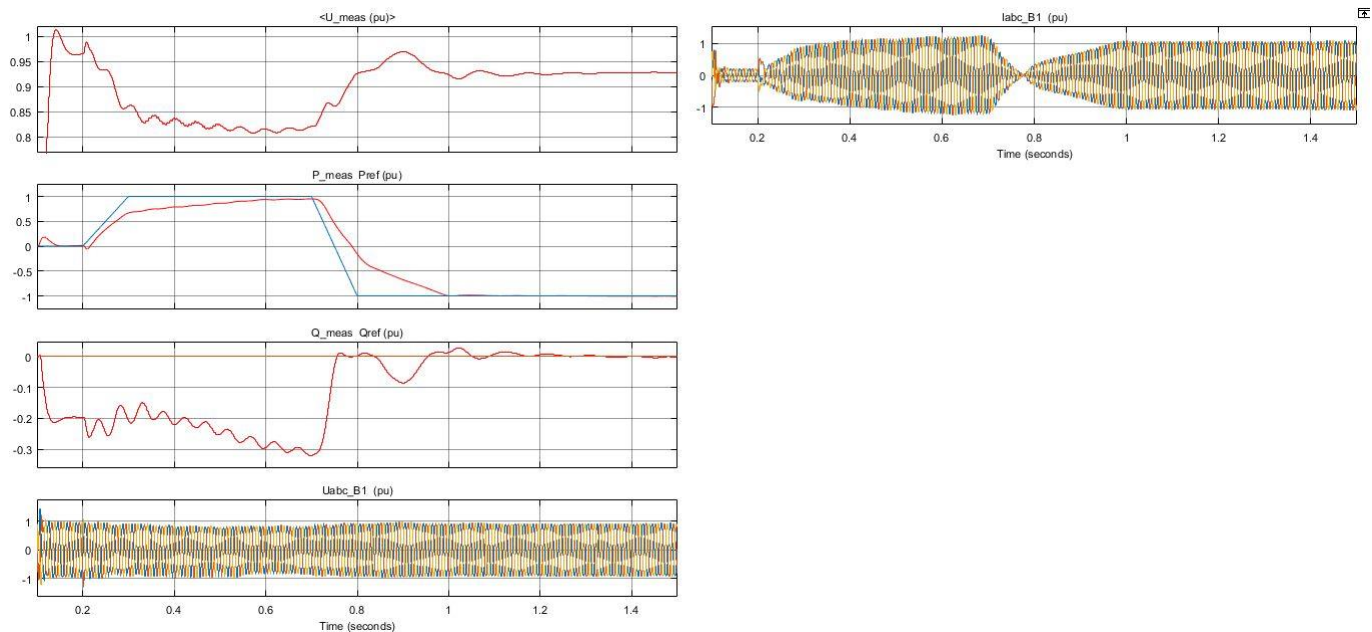 <U_meas (pu)>
1
0.95
0.9
0.85
0.8
P_meas Pref (pu)
1
0.5
0
-0.5
-1
Q_meas Qref (pu)
0
-0.1
-0.2
-0.3
Uabc_B1 (pu)
1
0
-1
0.2 0.4 0.6 0.8 1 1.2 1.4
Time (seconds)
Iabc_B1 (pu)
1
0
-1
0.2 0.4 0.6 0.8 1 1.2 1.4
Time (seconds)